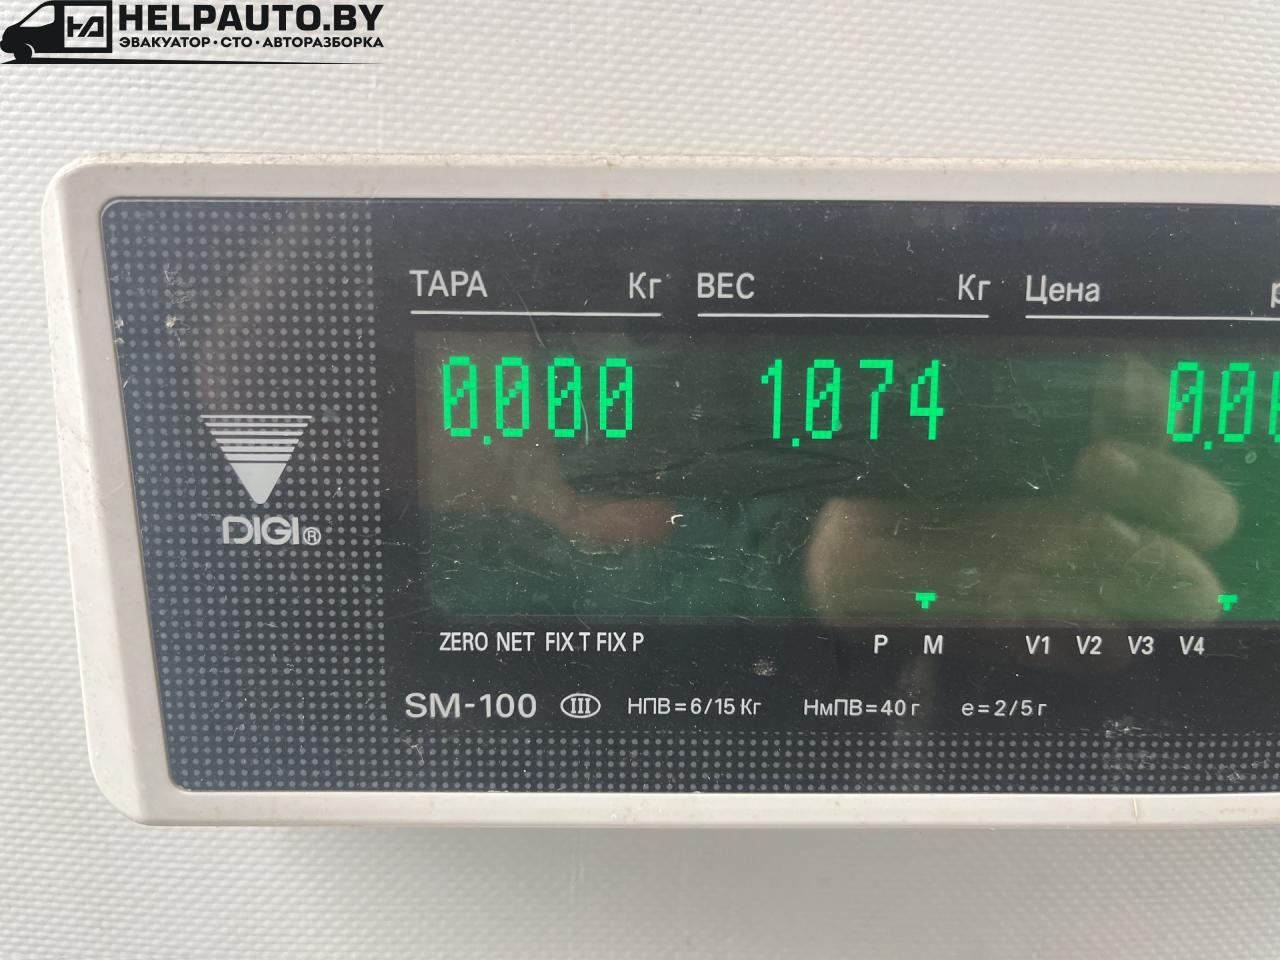 HELPAUTO.BY
ЭВАКУАТОР·СТО·АВТОРАЗБОРКА
ТАРА Кг ВЕС Кг Цена
0.000 1.074
DIGI®
ZERO NET FIX T FIX P P M V1 V2 V3 V4
SM-100 III НПВ=6/15 Кг НмПВ=40 г e=2/5 г